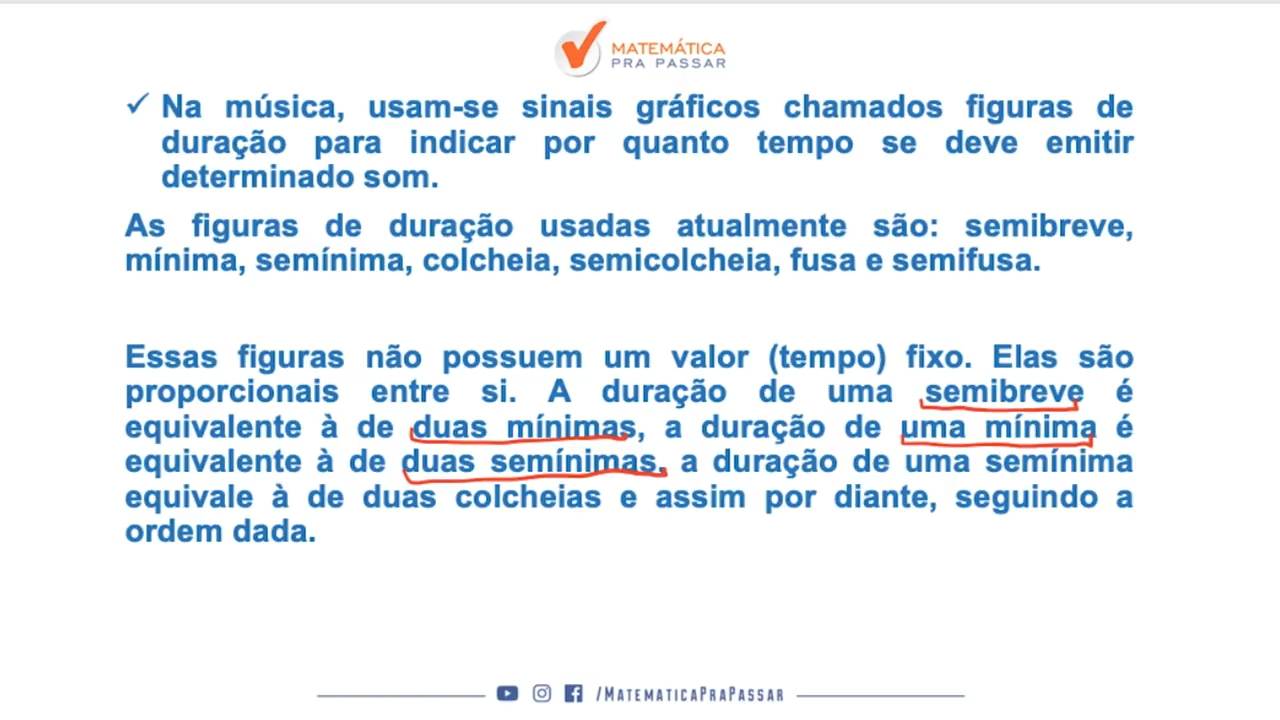 MATEMÁTICA
PRA PASSAR
✓ Na música, usam-se sinais gráficos chamados figuras de
duração para indicar por quanto tempo se deve emitir
determinado som.
As figuras de duração usadas atualmente são: semibreve,
mínima, semínima, colcheia, semicolcheia, fusa e semifusa.
Essas figuras não possuem um valor (tempo) fixo. Elas são
proporcionais entre si. A duração de uma semibreve é
equivalente à de duas mínimas, a duração de uma mínima é
equivalente à de duas semínimas, a duração de uma semínima
equivale à de duas colcheias e assim por diante, seguindo a
ordem dada.
/MATEMATICAPRAPASSAR